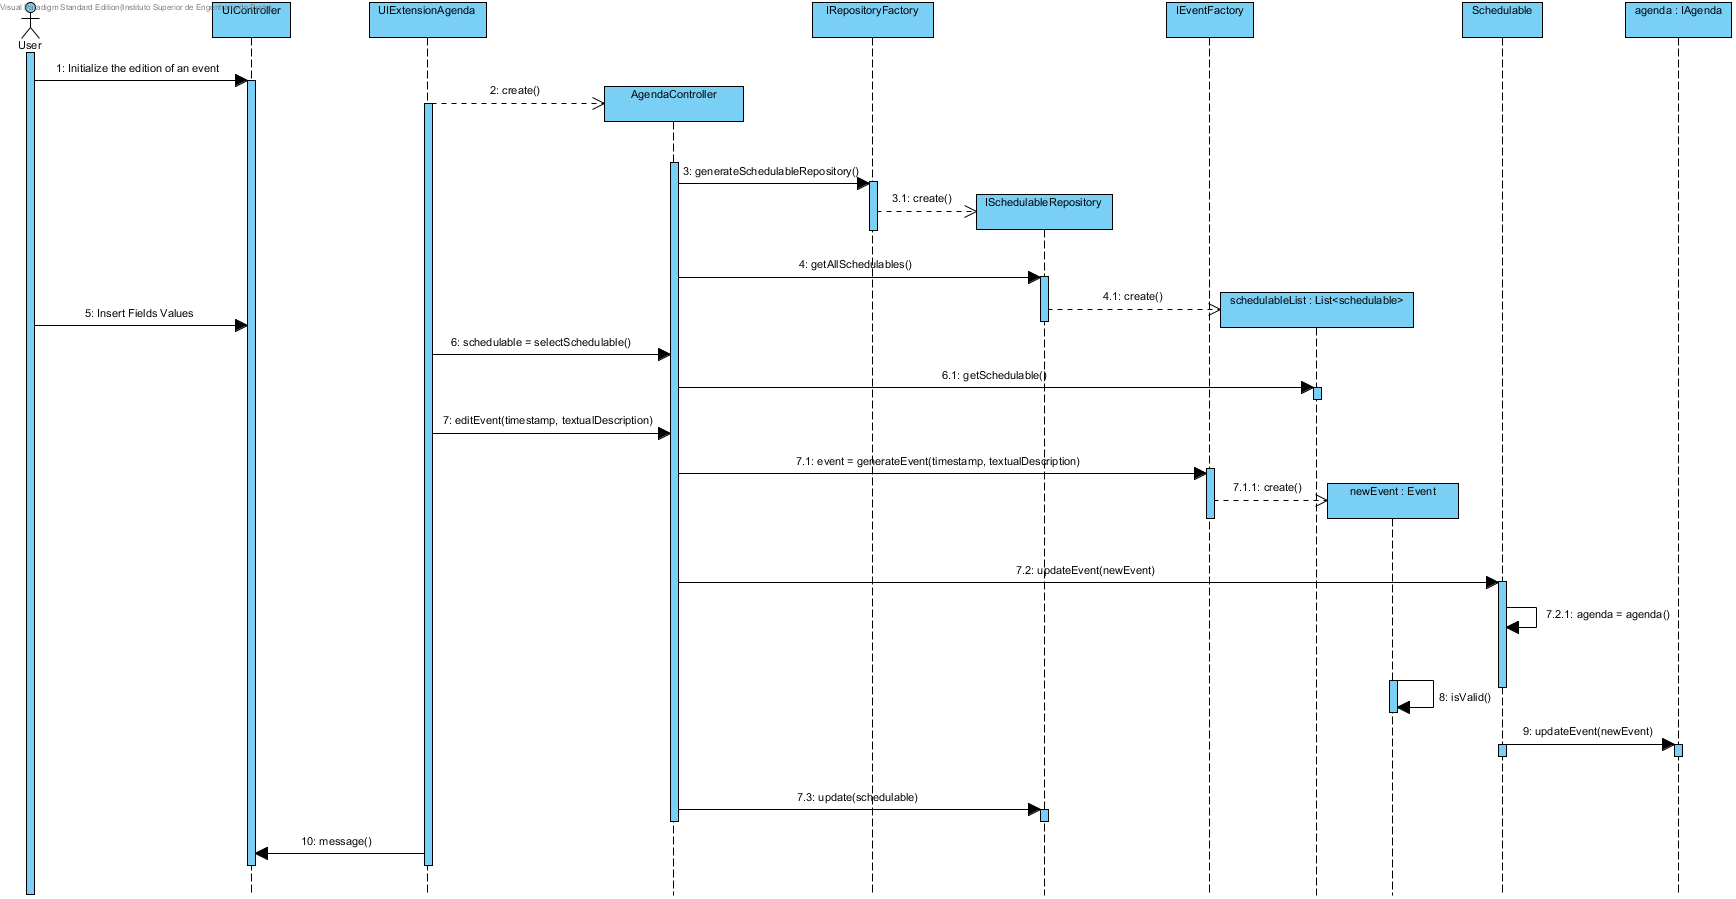 Visual Paradigm Standard Edition(Instituto Superior de Engenharia do Porto)
User
UIController
UIExtensionAgenda
IRepositoryFactory
IEventFactory
Schedulable
agenda : IAgenda
1: Initialize the edition of an event
2: create()
AgendaController
3: generateSchedulableRepository()
3.1: create()
ISchedulableRepository
4: getAllSchedulables()
4.1: create()
schedulableList : List<schedulable>
5: Insert Fields Values
6: schedulable = selectSchedulable()
6.1: getSchedulable()
7: editEvent(timestamp, textualDescription)
7.1: event = generateEvent(timestamp, textualDescription)
7.1.1: create()
newEvent : Event
7.2: updateEvent(newEvent)
7.2.1: agenda = agenda()
8: isValid()
9: updateEvent(newEvent)
7.3: update(schedulable)
10: message()